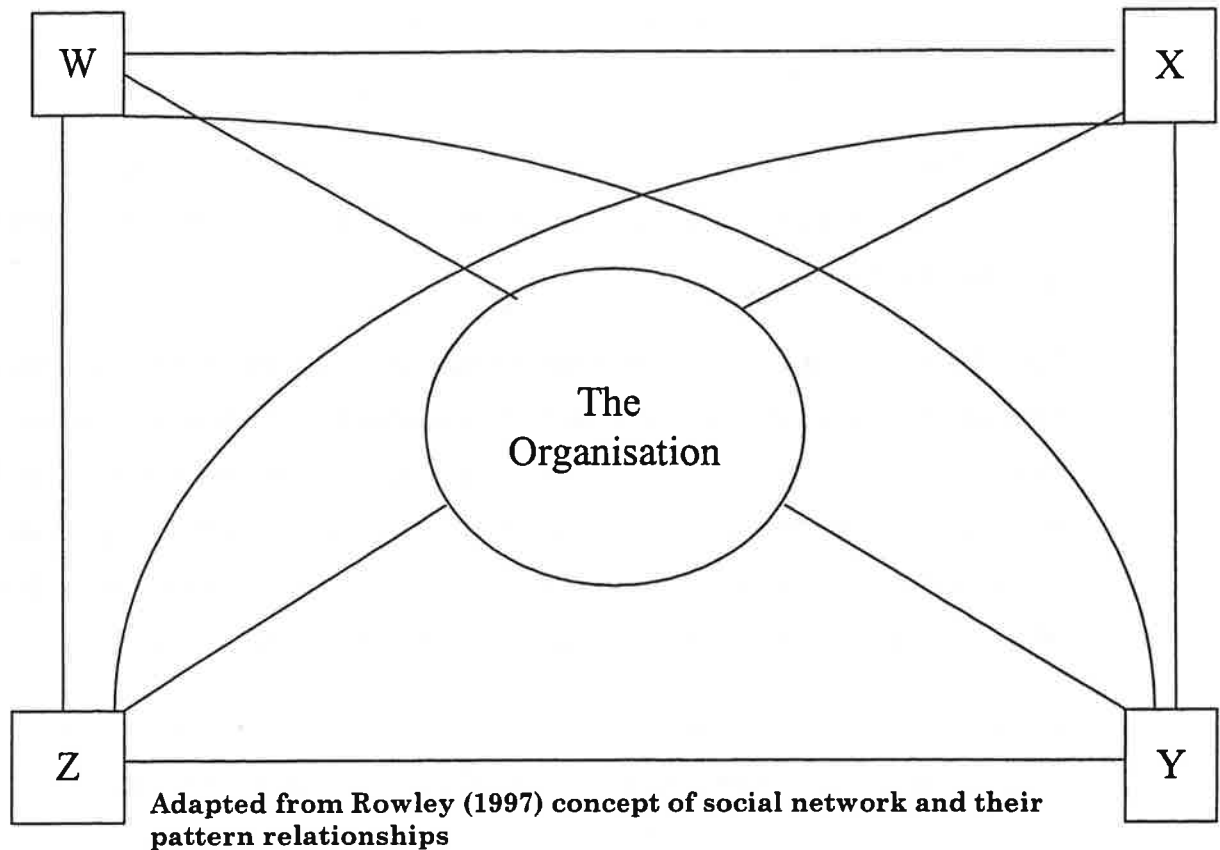 W
X
The
Organisation
Z
Y
Adapted from Rowley (1997) concept of social network and their
pattern relationships